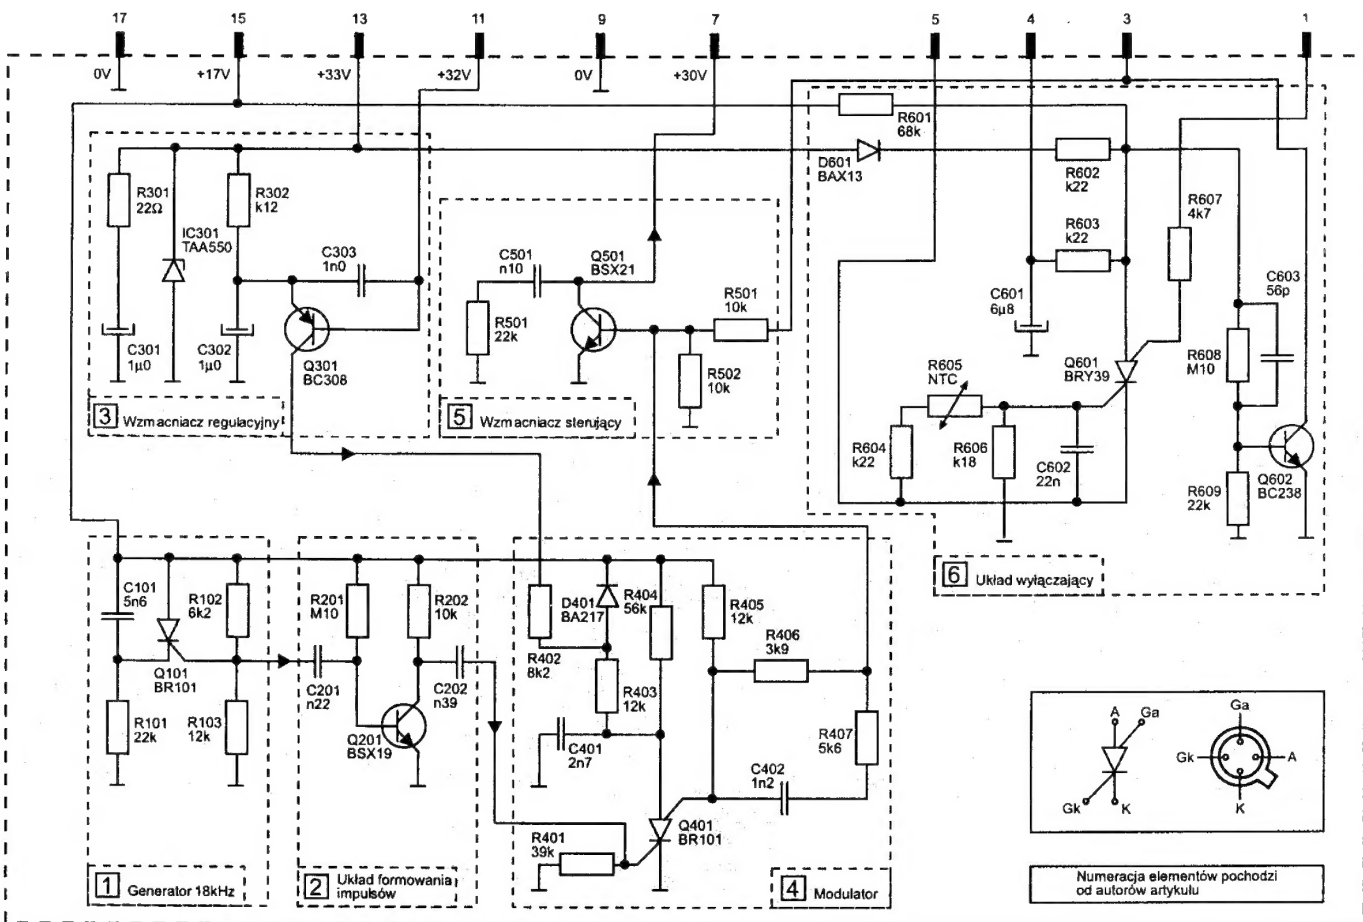 17 15 13 11 9 7 5 4 3 1
0V +17V +33V +32V 0V +30V
R601
68k
D601
BAX13
R602
k22
R607
4k7
R603
k22
R301
22Ω
R302
k12
IC301
TAA550
C303
1n0
C501
n10
Q501
BSX21
R501
10k
R501
22k
R502
10k
C601
6µ8
C603
56p
C301
1µ0
C302
1µ0
Q301
BC308
R605
NTC
Q601
BRY39
R608
M10
3 Wzmacniacz regulacyjny
5 Wzmacniacz sterujący
R604
k22
R606
k18
C602
22n
R609
22k
Q602
BC238
6 Układ wyłączający
C101
5n6
R102
6k2
R201
M10
R202
10k
D401
BA217
R404
56k
R405
12k
R406
3k9
Q101
BR101
C201
n22
C202
n39
R402
8k2
R403
12k
R101
22k
R103
12k
Q201
BSX19
C401
2n7
R407
5k6
C402
1n2
R401
39k
Q401
BR101
1 Generator 18kHz
2 Układ formowania
impulsów
4 Modulator
A Ga
Gk K
Ga
Gk A
K
Numeracja elementów pochodzi
od autorów artykułu